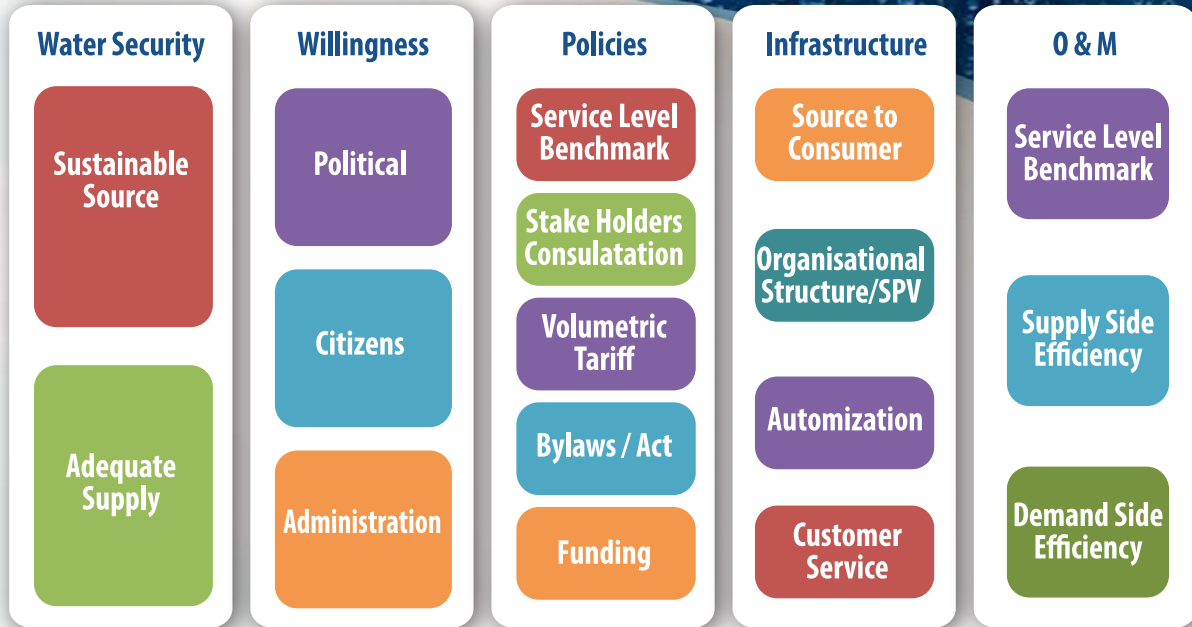 Water Security
Sustainable
Source
Adequate
Supply
Willingness
Political
Citizens
Administration
Policies
Service Level
Benchmark
Stake Holders
Consulatation
Volumetric
Tariff
Bylaws / Act
Funding
Infrastructure
Source to
Consumer
Organisational
Structure/SPV
Automization
Customer
Service
O & M
Service Level
Benchmark
Supply Side
Efficiency
Demand Side
Efficiency